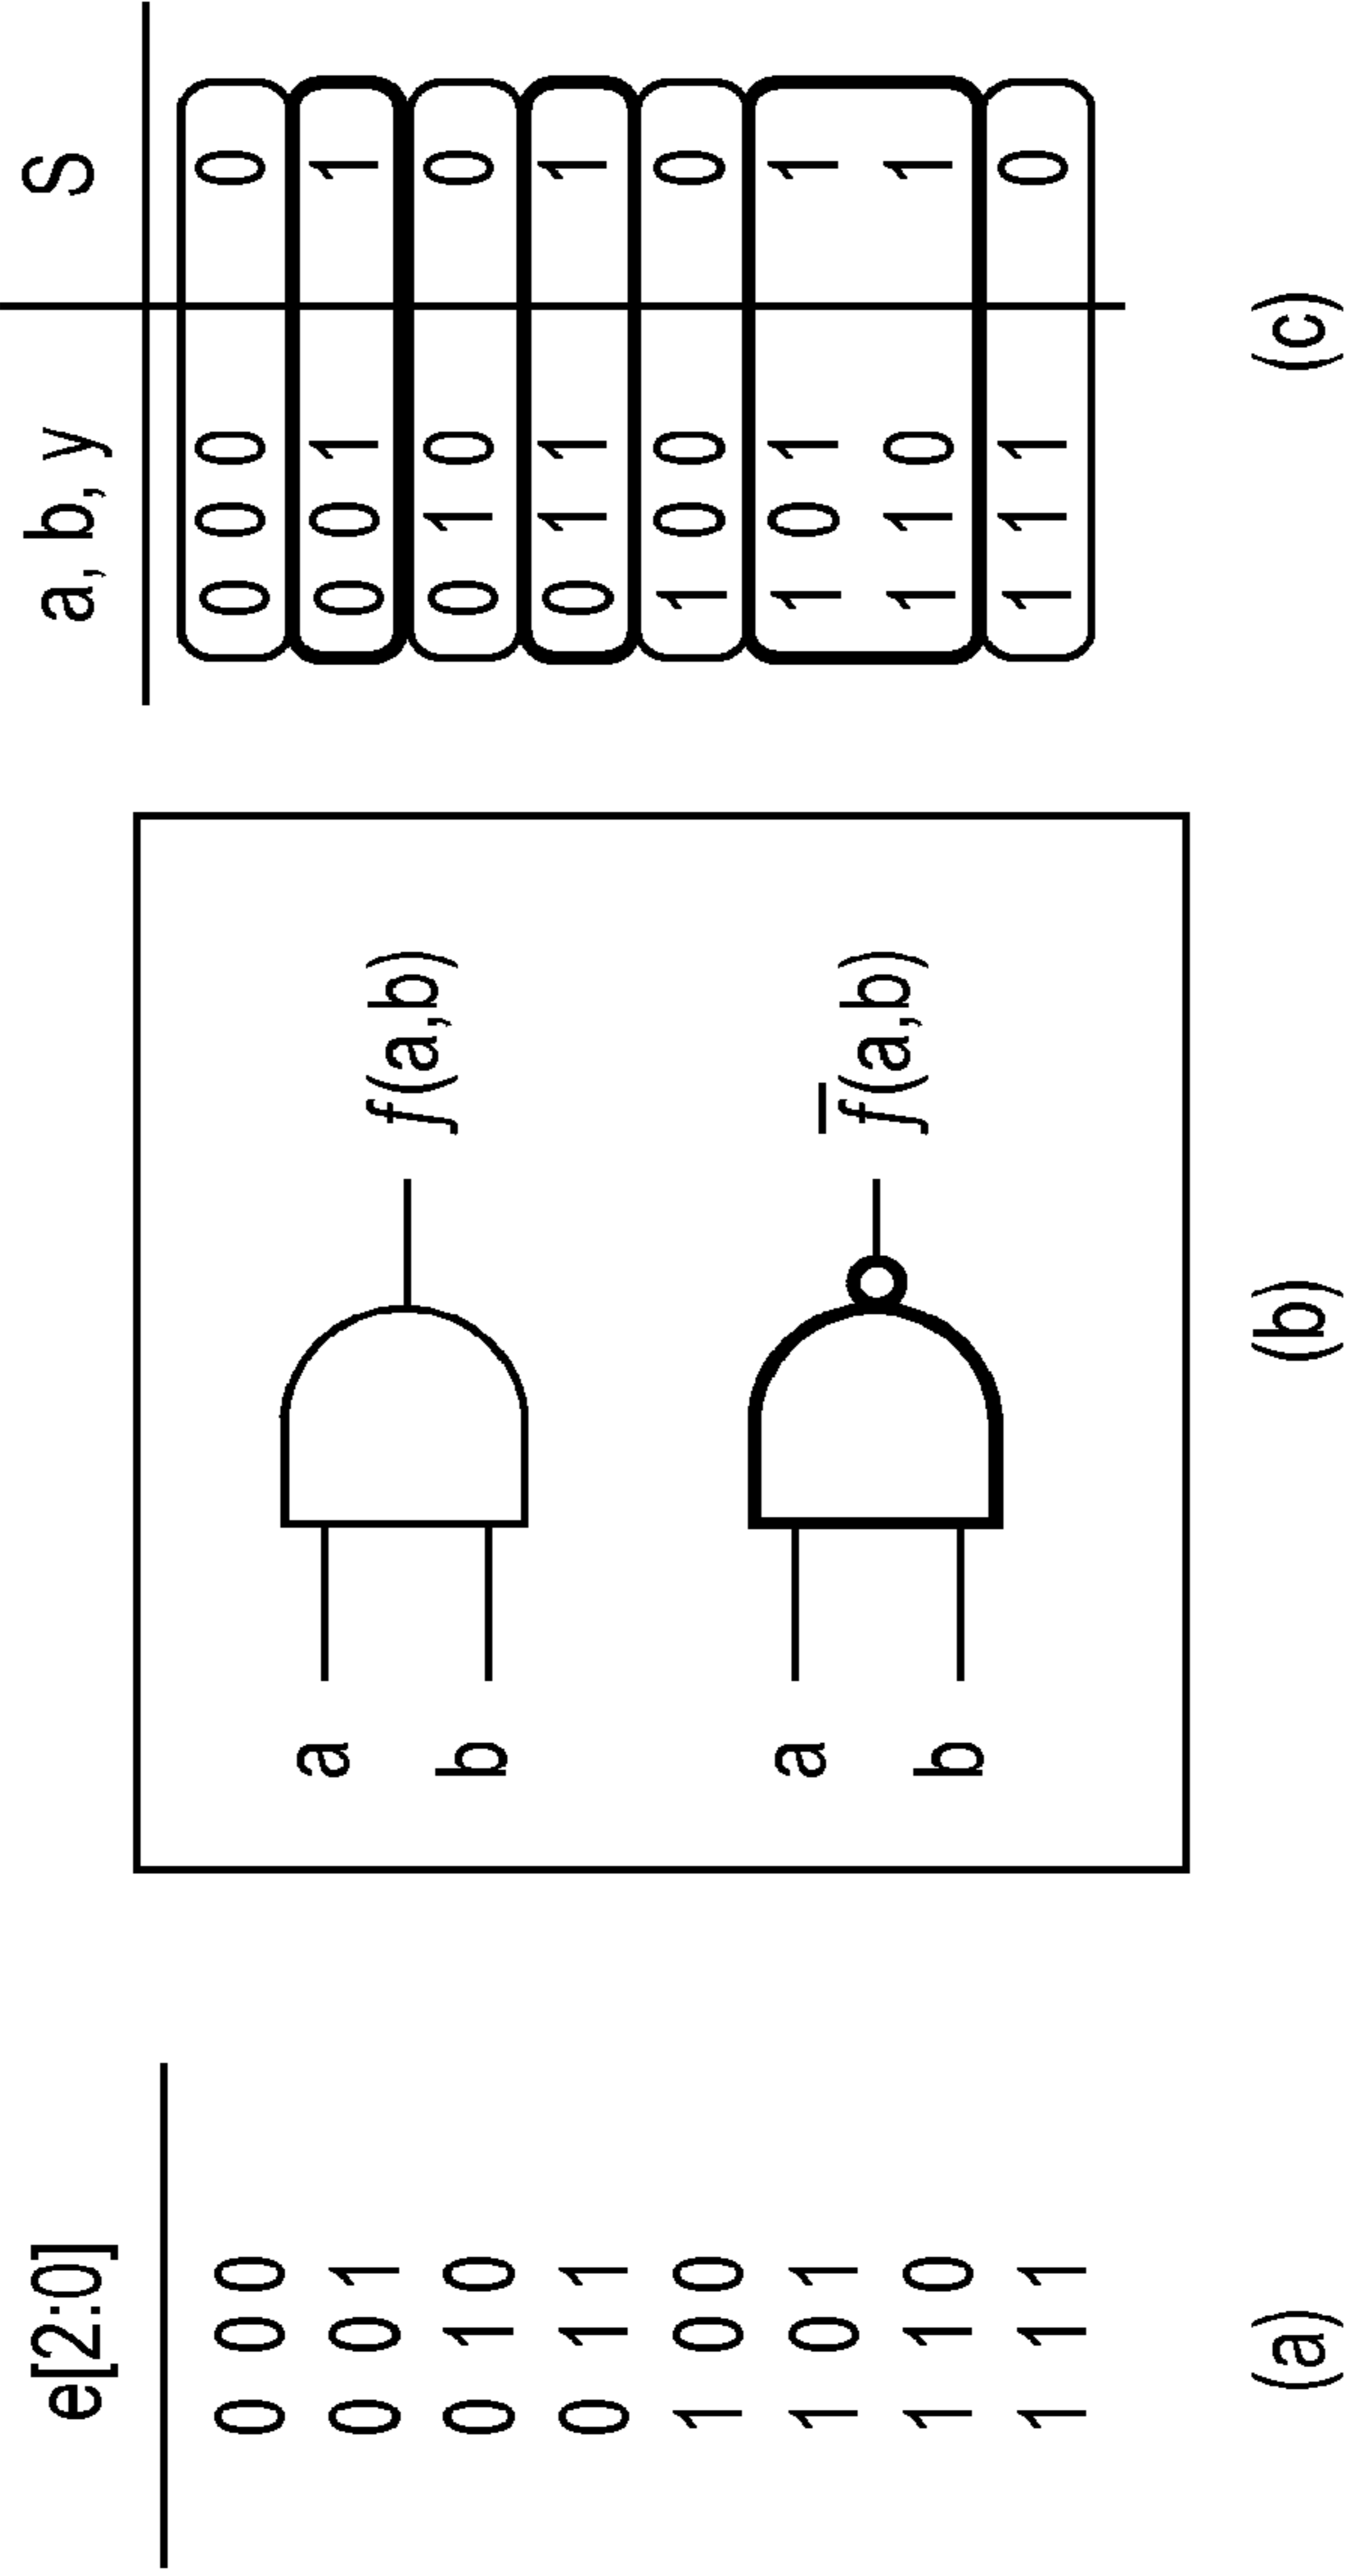 e[2:0]
0 0 0
0 0 1
0 1 0
0 1 1
1 0 0
1 0 1
1 1 0
1 1 1
(a)
a
b
f(a,b)
a
b
f̅(a,b)
(b)
a, b, y S
0 0 0 0
0 0 1 1
0 1 0 0
0 1 1 1
1 0 0 0
1 0 1 1
1 1 0 1
1 1 1 0
(c)